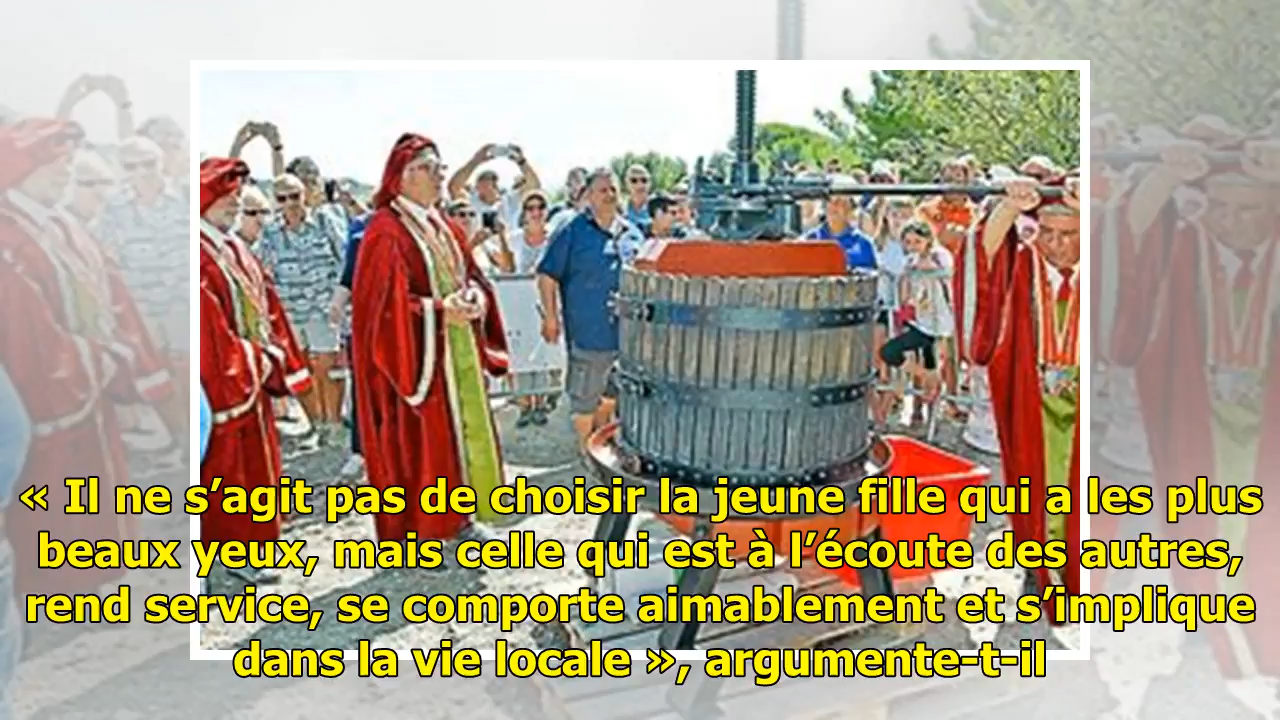 « Il ne s’agit pas de choisir la jeune fille qui a les plus
beaux yeux, mais celle qui est à l’écoute des autres,
rend service, se comporte aimablement et s’implique
dans la vie locale », argumente-t-il